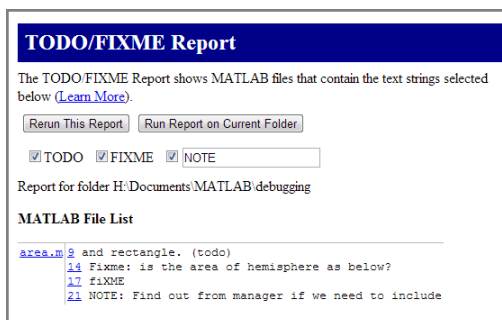 TODO/FIXME Report
The TODO/FIXME Report shows MATLAB files that contain the text strings selected
below (Learn More).
Rerun This Report Run Report on Current Folder
TODO FIXME NOTE
Report for folder H:\Documents\MATLAB\debugging
MATLAB File List
area.m 9 and rectangle. (todo)
14 Fixme: is the area of hemisphere as below?
17 fiXME
21 NOTE: Find out from manager if we need to include